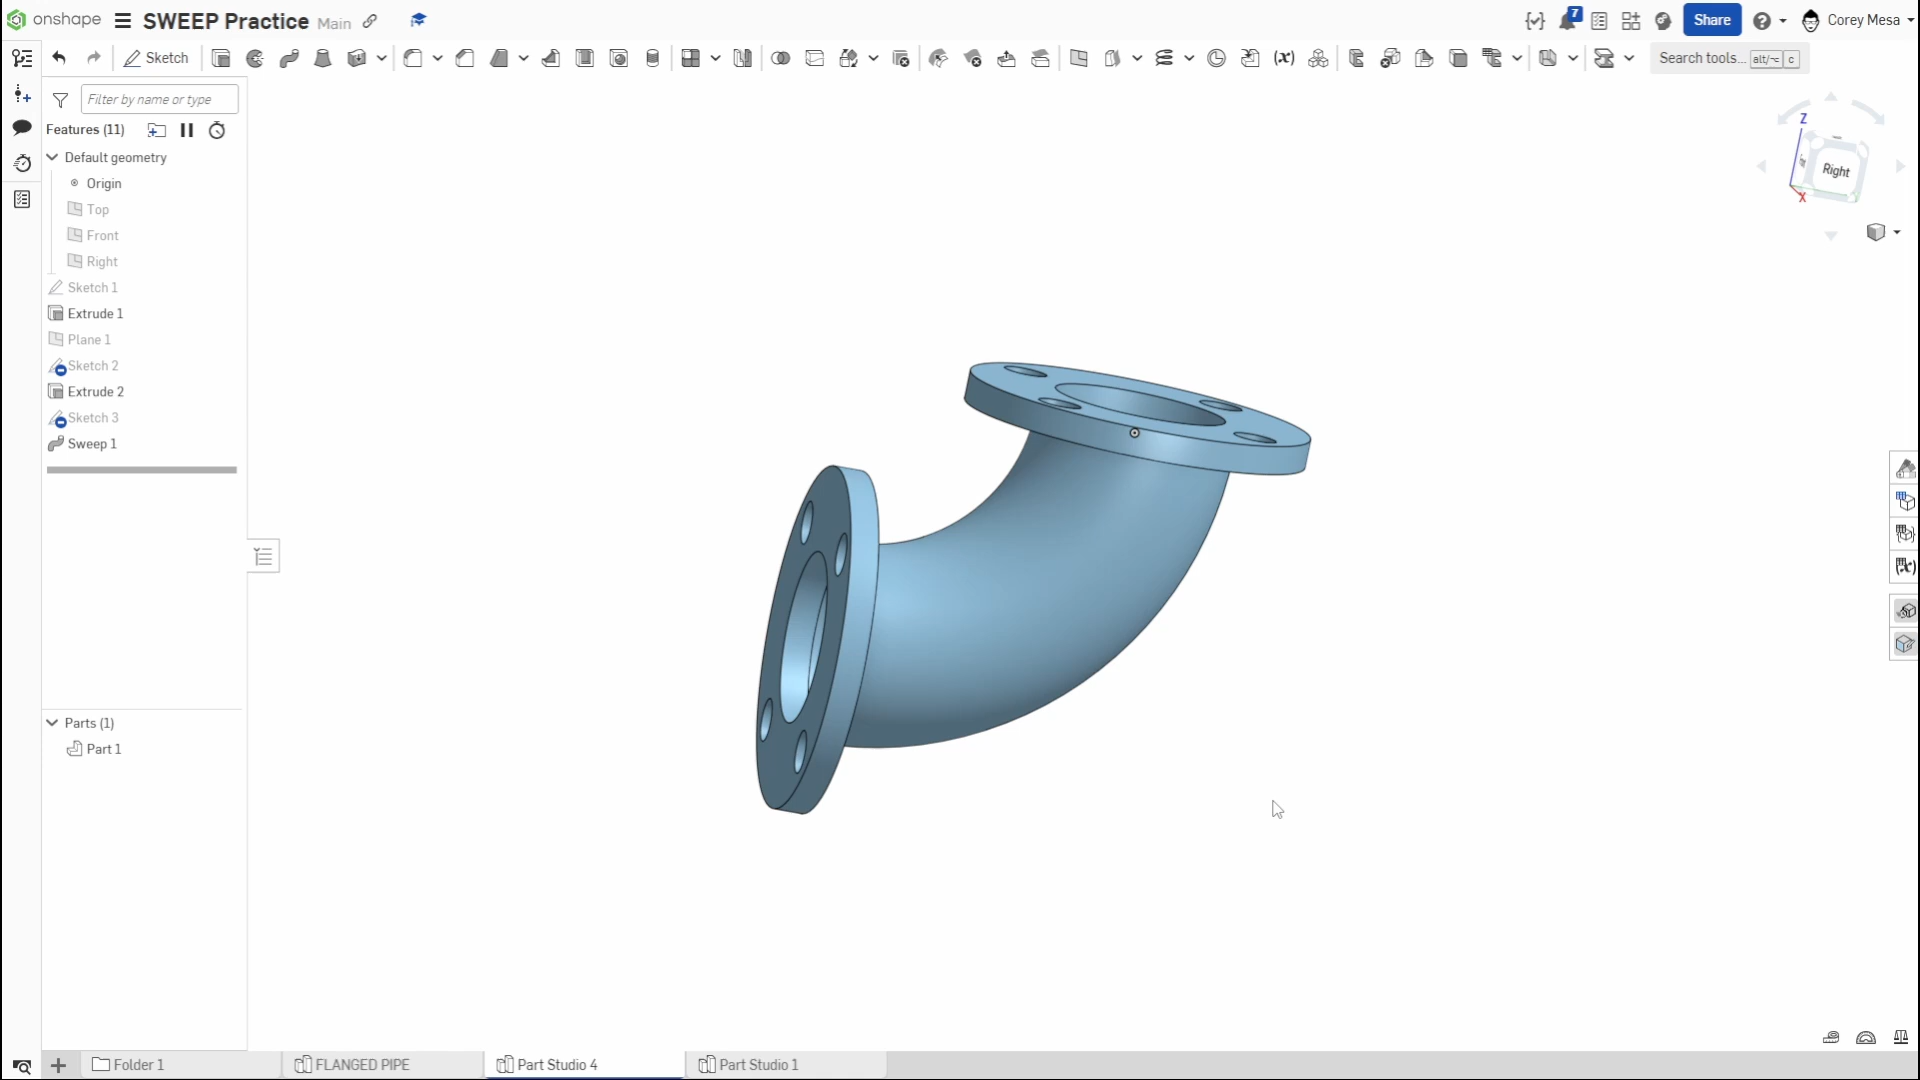 onshape SWEEP Practice Main 7 Share Corey Mesa
Sketch Search tools... alt/⌥ c
Filter by name or type
Features (11)
Default geometry
Origin
Top
Front
Right
Sketch 1
Extrude 1
Plane 1
Sketch 2
Extrude 2
Sketch 3
Sweep 1
Parts (1)
Part 1
Z
Right
X
Folder 1 FLANGED PIPE Part Studio 4 Part Studio 1